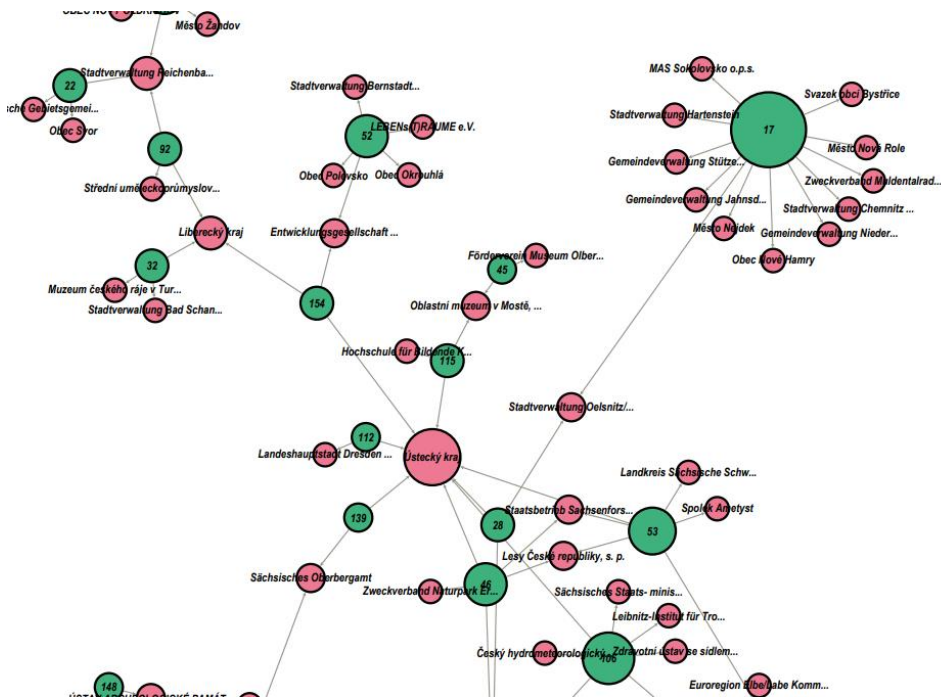 Město Žandov
Stadtverwaltung Reichenba...
22
Obec Svor
92
Střední uměleckoprůmyslov...
Liberecký kraj
32
Muzeum českého ráje v Tur...
Stadtverwaltung Bad Schan...
Stadtverwaltung Bernstadt...
52
LEBENs(T)RÄUME e.V.
Obec Polevsko
Obec Okrouhlá
Entwicklungsgesellschaft ...
154
Förderverein Museum Olber...
45
Oblastní muzeum v Mostě, ...
Hochschule für Bildende K...
115
MAS Sokolovsko o.p.s.
Svazek obcí Bystřice
Stadtverwaltung Hartenstein
17
Město Nová Role
Gemeindeverwaltung Stütze...
Zweckverband Muldentalrad...
Gemeindeverwaltung Jahnsd...
Stadtverwaltung Chemnitz ...
Město Nejdek
Gemeindeverwaltung Nieder...
Obec Nové Hamry
Stadtverwaltung Oelsnitz/...
112
Landeshauptstadt Dresden ...
Ústecký kraj
139
Sächsisches Oberbergamt
28
Staatsbetrieb Sachsenfors...
Landkreis Sächsische Schw...
Spolek Ametyst
53
Lesy České republiky, s. p.
46
Zweckverband Naturpark Er...
Sächsisches Staats- minis...
Leibnitz-Institut für Tro...
Český hydrometeorologický...
106
Zdravotní ústav se sídlem...
Euroregion Elbe/Labe Komm...
148